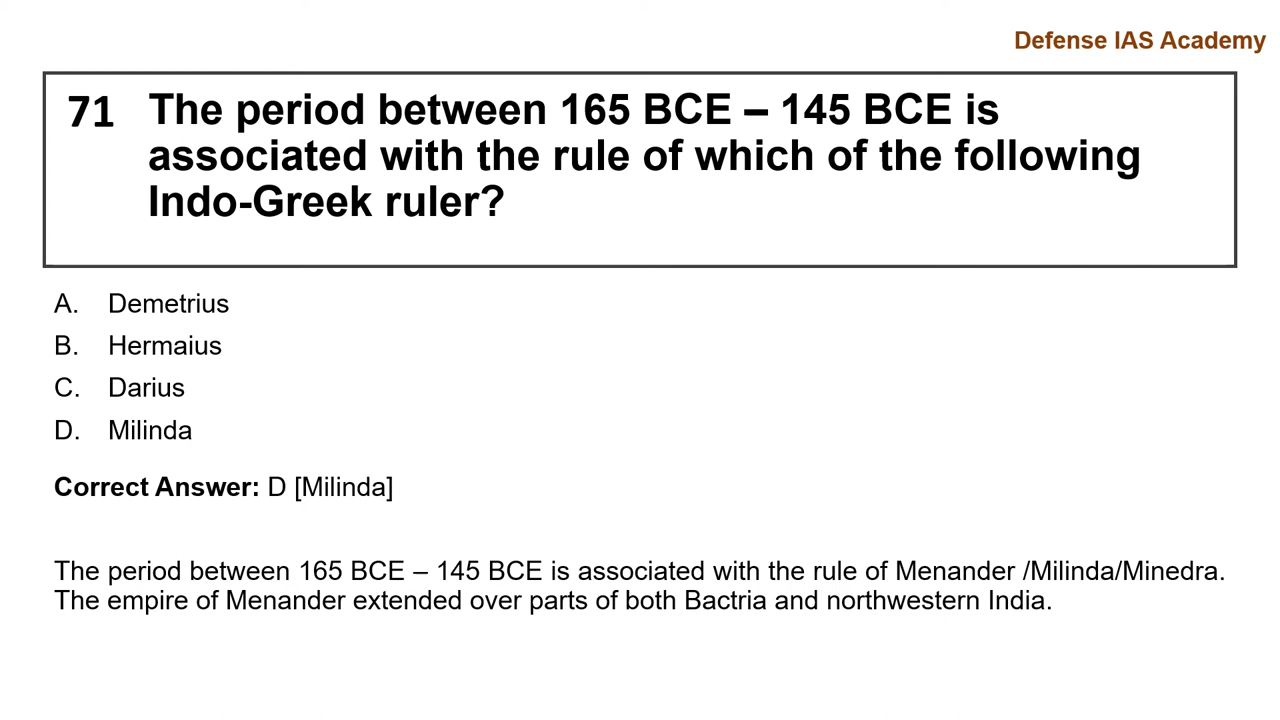 Defense IAS Academy
71 The period between 165 BCE – 145 BCE is
associated with the rule of which of the following
Indo-Greek ruler?
A. Demetrius
B. Hermaius
C. Darius
D. Milinda
Correct Answer: D [Milinda]
The period between 165 BCE – 145 BCE is associated with the rule of Menander /Milinda/Minedra.
The empire of Menander extended over parts of both Bactria and northwestern India.